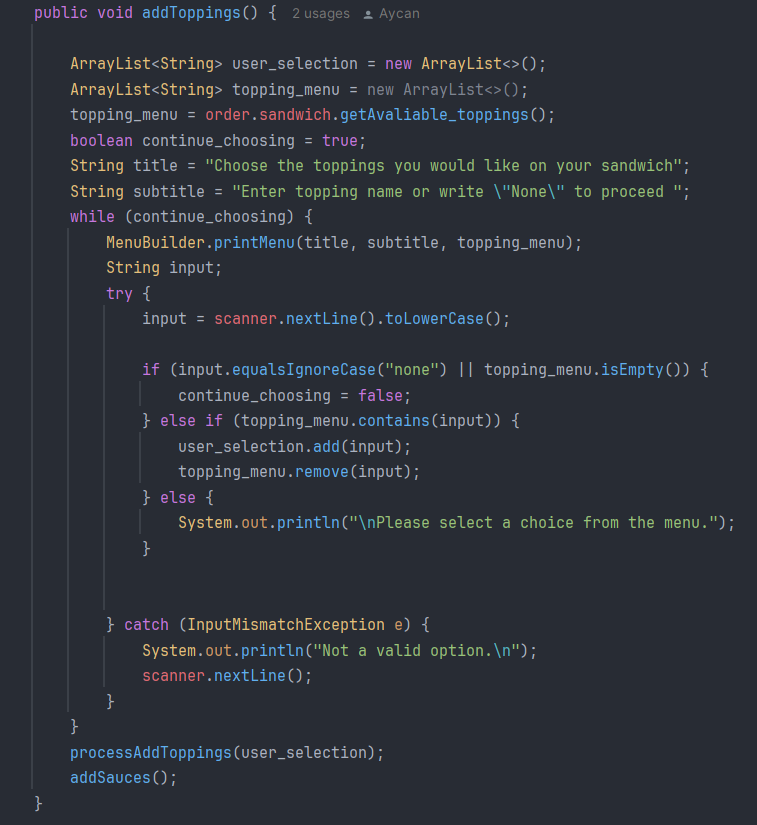 public void addToppings() {  2 usages  Aycan
ArrayList<String> user_selection = new ArrayList<>();
ArrayList<String> topping_menu = new ArrayList<>();
topping_menu = order.sandwich.getAvaliable_toppings();
boolean continue_choosing = true;
String title = "Choose the toppings you would like on your sandwich";
String subtitle = "Enter topping name or write \"None\" to proceed ";
while (continue_choosing) {
MenuBuilder.printMenu(title, subtitle, topping_menu);
String input;
try {
input = scanner.nextLine().toLowerCase();
if (input.equalsIgnoreCase("none") || topping_menu.isEmpty()) {
continue_choosing = false;
} else if (topping_menu.contains(input)) {
user_selection.add(input);
topping_menu.remove(input);
} else {
System.out.println("\nPlease select a choice from the menu.");
}
} catch (InputMismatchException e) {
System.out.println("Not a valid option.\n");
scanner.nextLine();
}
}
processAddToppings(user_selection);
addSauces();
}